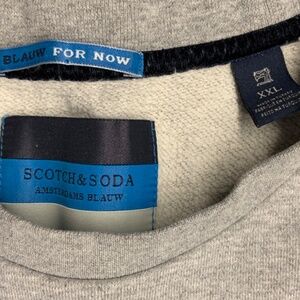 BLAUW FOR NOW
XXL
SCOTCH & SODA
AMSTERDAMS BLAUW